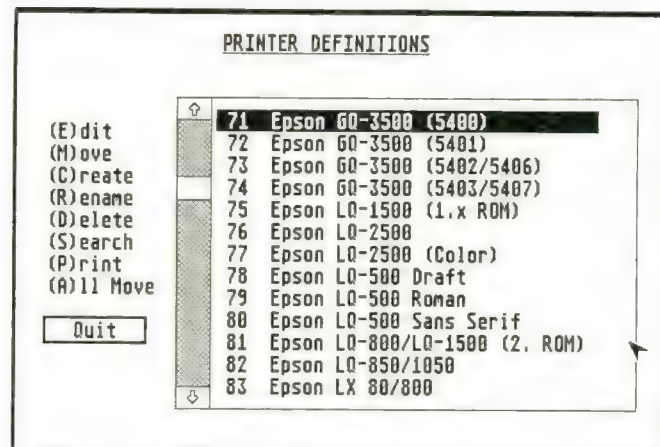 PRINTER DEFINITIONS
(E)dit
(M)ove
(C)reate
(R)ename
(D)elete
(S)earch
(P)rint
(A)ll Move
Quit
71 Epson GQ-3500 (5400)
72 Epson GQ-3500 (5401)
73 Epson GQ-3500 (5402/5406)
74 Epson GQ-3500 (5403/5407)
75 Epson LQ-1500 (1.x ROM)
76 Epson LQ-2500
77 Epson LQ-2500 (Color)
78 Epson LQ-500 Draft
79 Epson LQ-500 Roman
80 Epson LQ-500 Sans Serif
81 Epson LQ-800/LQ-1500 (2. ROM)
82 Epson LQ-850/1050
83 Epson LX 80/800